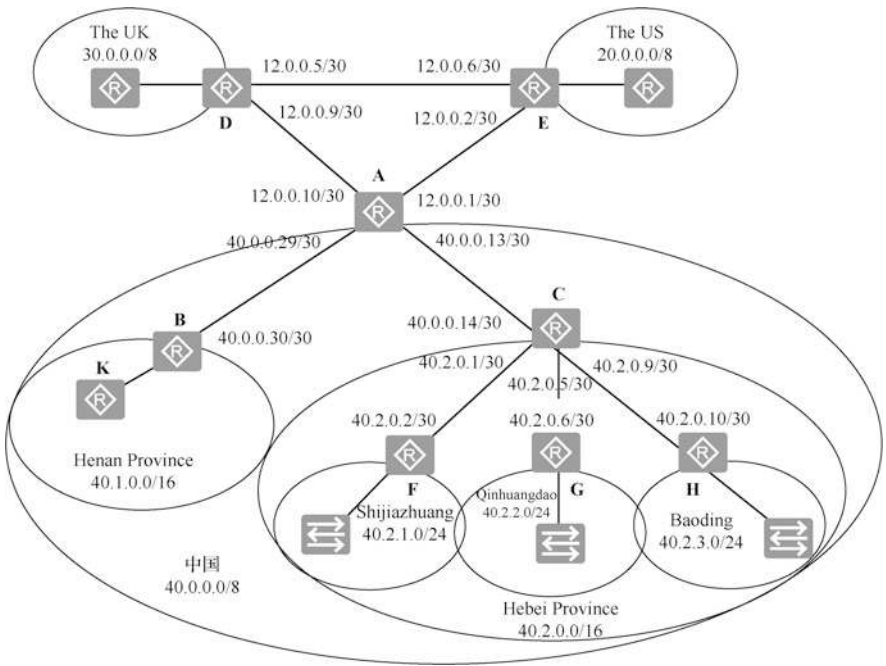 The UK
30.0.0.0/8
The US
20.0.0.0/8
12.0.0.5/30
12.0.0.6/30
R
R
R
R
D
12.0.0.9/30
12.0.0.2/30
E
A
12.0.0.10/30
12.0.0.1/30
R
40.0.0.29/30
40.0.0.13/30
C
B
40.0.0.30/30
40.0.0.14/30
R
R
K
40.2.0.1/30
40.2.0.9/30
40.2.0.5/30
R
40.2.0.2/30
40.2.0.6/30
40.2.0.10/30
Henan Province
40.1.0.0/16
R
R
R
F
G
H
Shijiazhuang
40.2.1.0/24
Qinhuangdao
40.2.2.0/24
Baoding
40.2.3.0/24
中国
40.0.0.0/8
Hebei Province
40.2.0.0/16